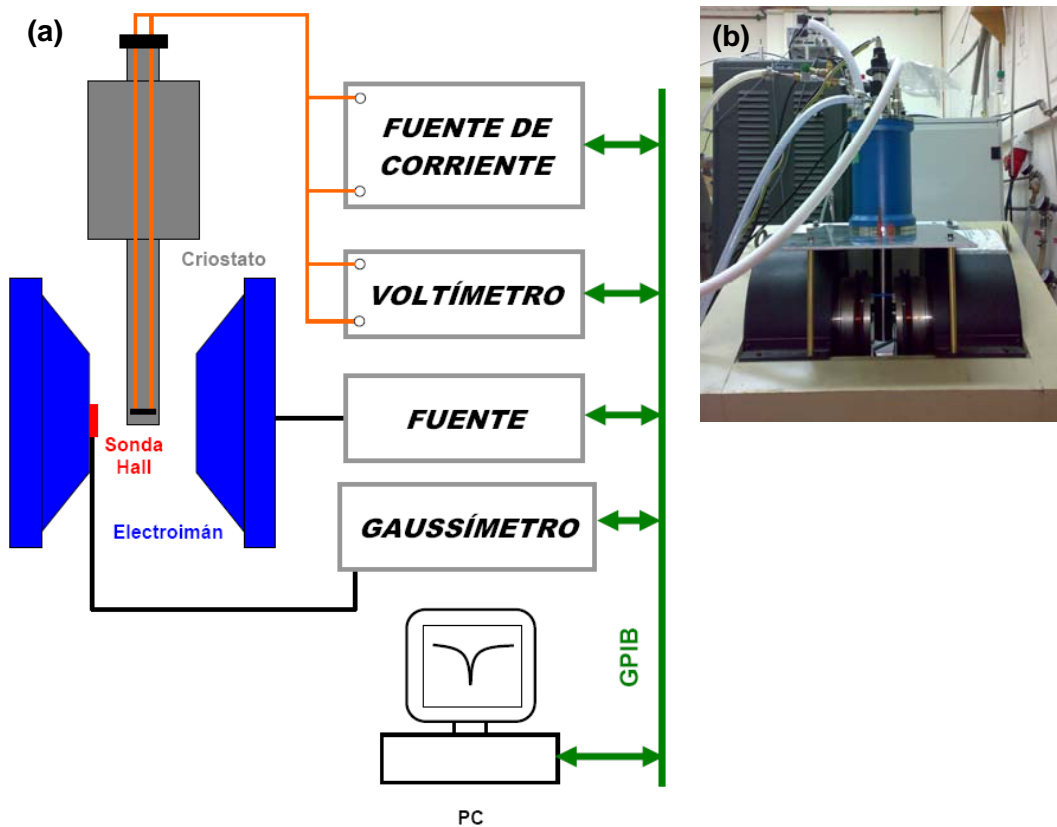 (a)
(b)
FUENTE DE
CORRIENTE
Criostato
VOLTÍMETRO
FUENTE
Sonda
Hall
GAUSSÍMETRO
Electroimán
GPIB
PC